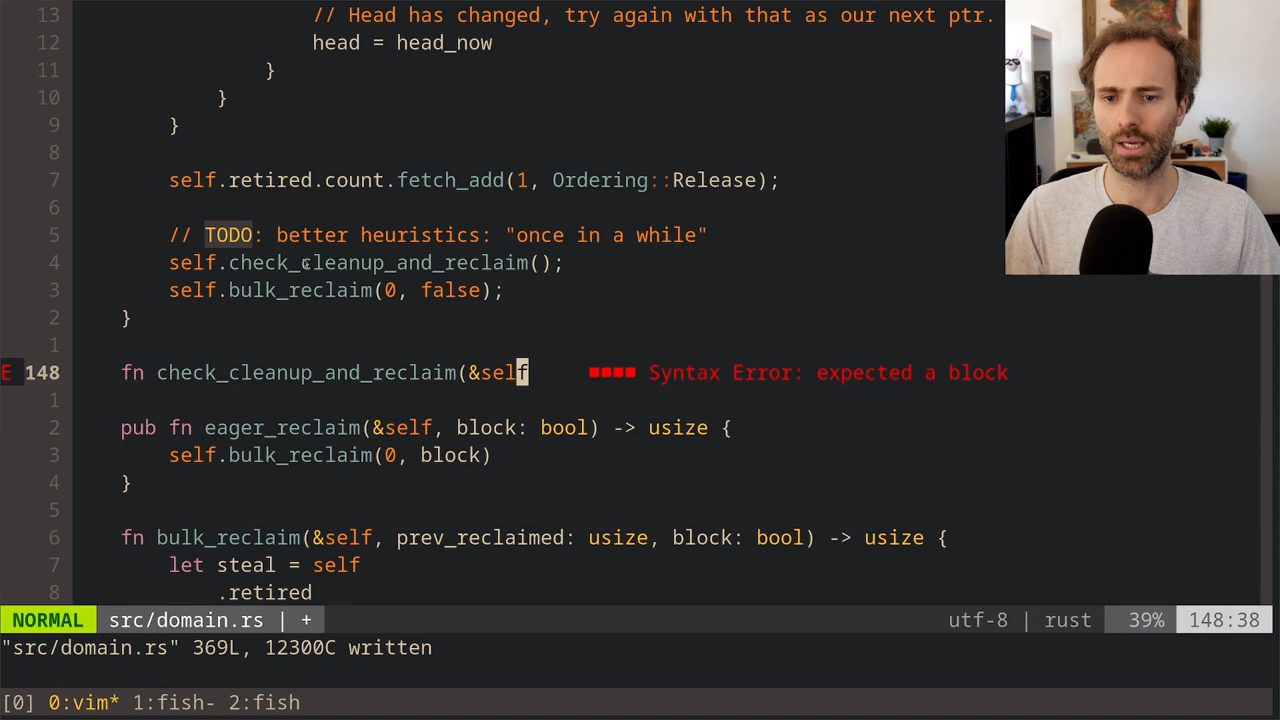 13 // Head has changed, try again with that as our next ptr.
12 head = head_now
11 }
10 }
9 }
8
7 self.retired.count.fetch_add(1, Ordering::Release);
6
5 // TODO: better heuristics: "once in a while"
4 self.check_cleanup_and_reclaim();
3 self.bulk_reclaim(0, false);
2 }
1
E 148 fn check_cleanup_and_reclaim(&self ■■■■ Syntax Error: expected a block
1
2 pub fn eager_reclaim(&self, block: bool) -> usize {
3 self.bulk_reclaim(0, block)
4 }
5
6 fn bulk_reclaim(&self, prev_reclaimed: usize, block: bool) -> usize {
7 let steal = self
8 .retired
NORMAL src/domain.rs | + utf-8 | rust 39% 148:38
"src/domain.rs" 369L, 12300C written
[0] 0:vim* 1:fish- 2:fish